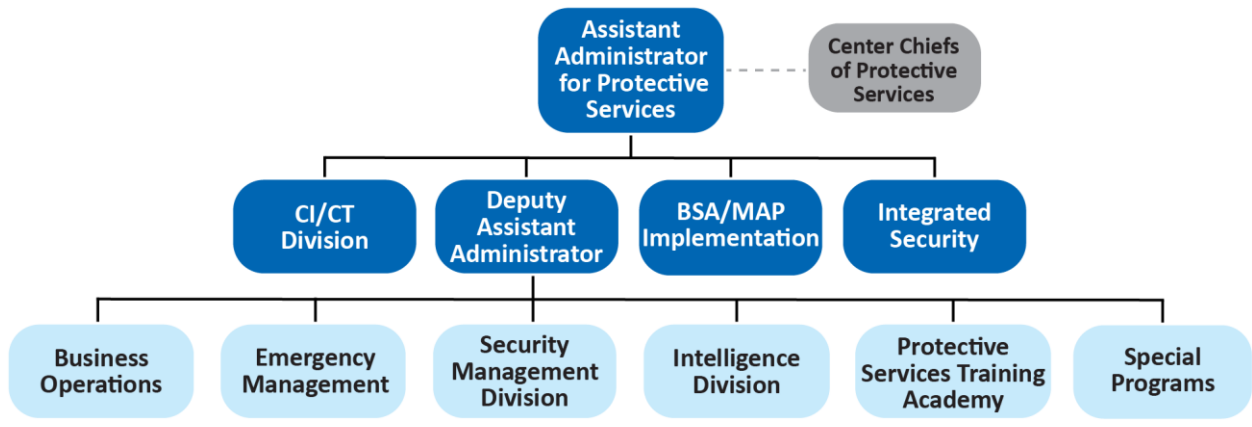 Assistant
Administrator
for Protective
Services
Center Chiefs
of Protective
Services
CI/CT
Division
Deputy
Assistant
Administrator
BSA/MAP
Implementation
Integrated
Security
Business
Operations
Emergency
Management
Security
Management
Division
Intelligence
Division
Protective
Services Training
Academy
Special
Programs